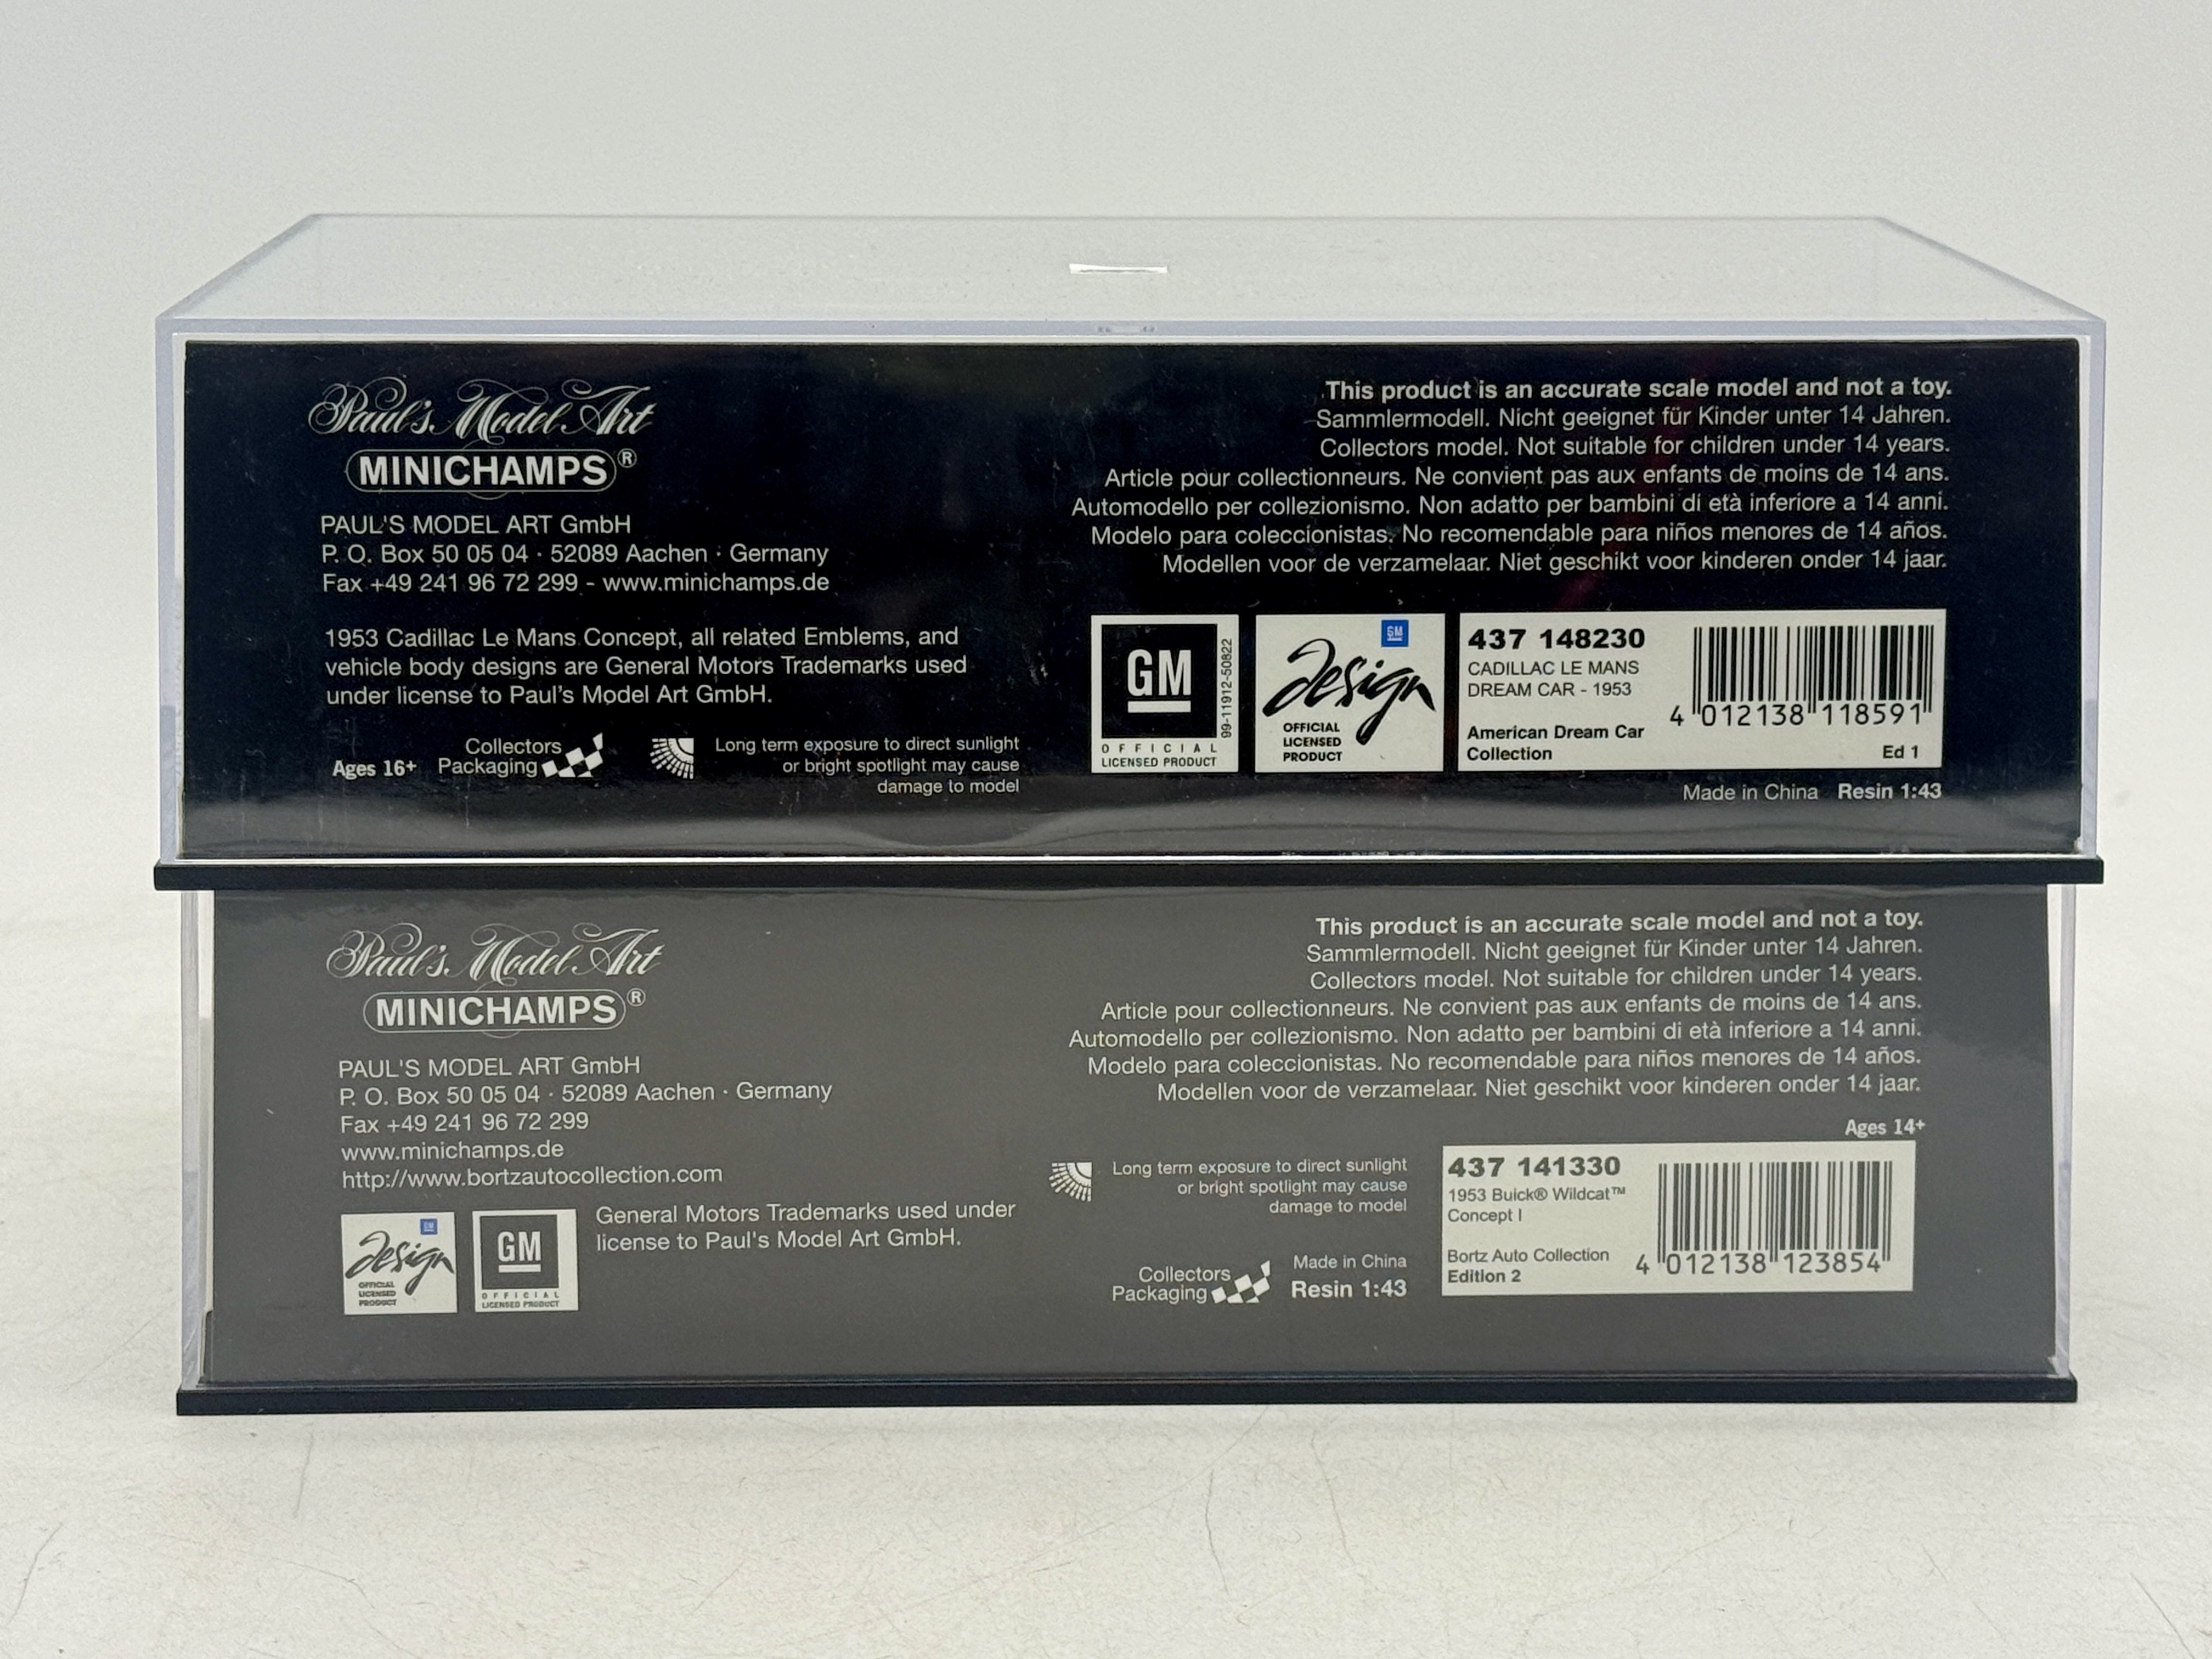 Paul's Model Art
MINICHAMPS®
PAUL'S MODEL ART GmbH
P. O. Box 50 05 04 · 52089 Aachen · Germany
Fax +49 241 96 72 299 - www.minichamps.de
1953 Cadillac Le Mans Concept, all related Emblems, and
vehicle body designs are General Motors Trademarks used
under license to Paul's Model Art GmbH.
Ages 16+
Collectors
Packaging
Long term exposure to direct sunlight
or bright spotlight may cause
damage to model
This product is an accurate scale model and not a toy.
Sammlermodell. Nicht geeignet für Kinder unter 14 Jahren.
Collectors model. Not suitable for children under 14 years.
Article pour collectionneurs. Ne convient pas aux enfants de moins de 14 ans.
Automodello per collezionismo. Non adatto per bambini di età inferiore a 14 anni.
Modelo para coleccionistas. No recomendable para niños menores de 14 años.
Modellen voor de verzamelaar. Niet geschikt voor kinderen onder 14 jaar.
GM
99-11912-50822
OFFICIAL
LICENSED PRODUCT
GM
Design
OFFICIAL
LICENSED
PRODUCT
437 148230
CADILLAC LE MANS
DREAM CAR - 1953
American Dream Car
Collection
4 012138 118591
Ed 1
Made in China Resin 1:43
Paul's Model Art
MINICHAMPS®
PAUL'S MODEL ART GmbH
P. O. Box 50 05 04 · 52089 Aachen · Germany
Fax +49 241 96 72 299
www.minichamps.de
http://www.bortzautocollection.com
GM
Design
OFFICIAL
LICENSED
PRODUCT
GM
OFFICIAL
LICENSED PRODUCT
General Motors Trademarks used under
license to Paul's Model Art GmbH.
This product is an accurate scale model and not a toy.
Sammlermodell. Nicht geeignet für Kinder unter 14 Jahren.
Collectors model. Not suitable for children under 14 years.
Article pour collectionneurs. Ne convient pas aux enfants de moins de 14 ans.
Automodello per collezionismo. Non adatto per bambini di età inferiore a 14 anni.
Modelo para coleccionistas. No recomendable para niños menores de 14 años.
Modellen voor de verzamelaar. Niet geschikt voor kinderen onder 14 jaar.
Ages 14+
Long term exposure to direct sunlight
or bright spotlight may cause
damage to model
Collectors
Packaging
Made in China
Resin 1:43
437 141330
1953 Buick® Wildcat™
Concept I
Bortz Auto Collection
Edition 2
4 012138 123854